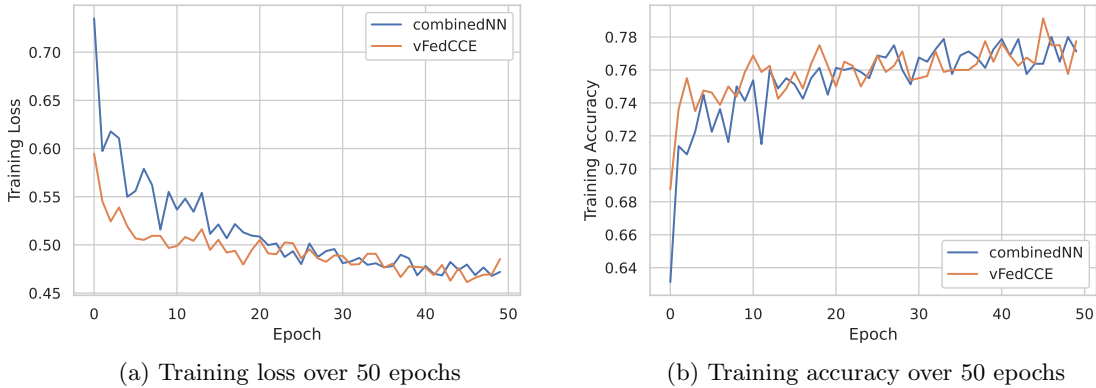 combinedNN
vFedCCE
Training Loss
0.70
0.65
0.60
0.55
0.50
0.45
0 10 20 30 40 50
Epoch
(a) Training loss over 50 epochs
Training Accuracy
0.78
0.76
0.74
0.72
0.70
0.68
0.66
0.64
combinedNN
vFedCCE
0 10 20 30 40 50
Epoch
(b) Training accuracy over 50 epochs